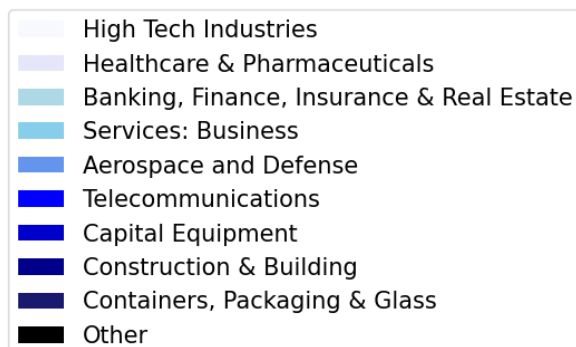 High Tech Industries
Healthcare & Pharmaceuticals
Banking, Finance, Insurance & Real Estate
Services: Business
Aerospace and Defense
Telecommunications
Capital Equipment
Construction & Building
Containers, Packaging & Glass
Other